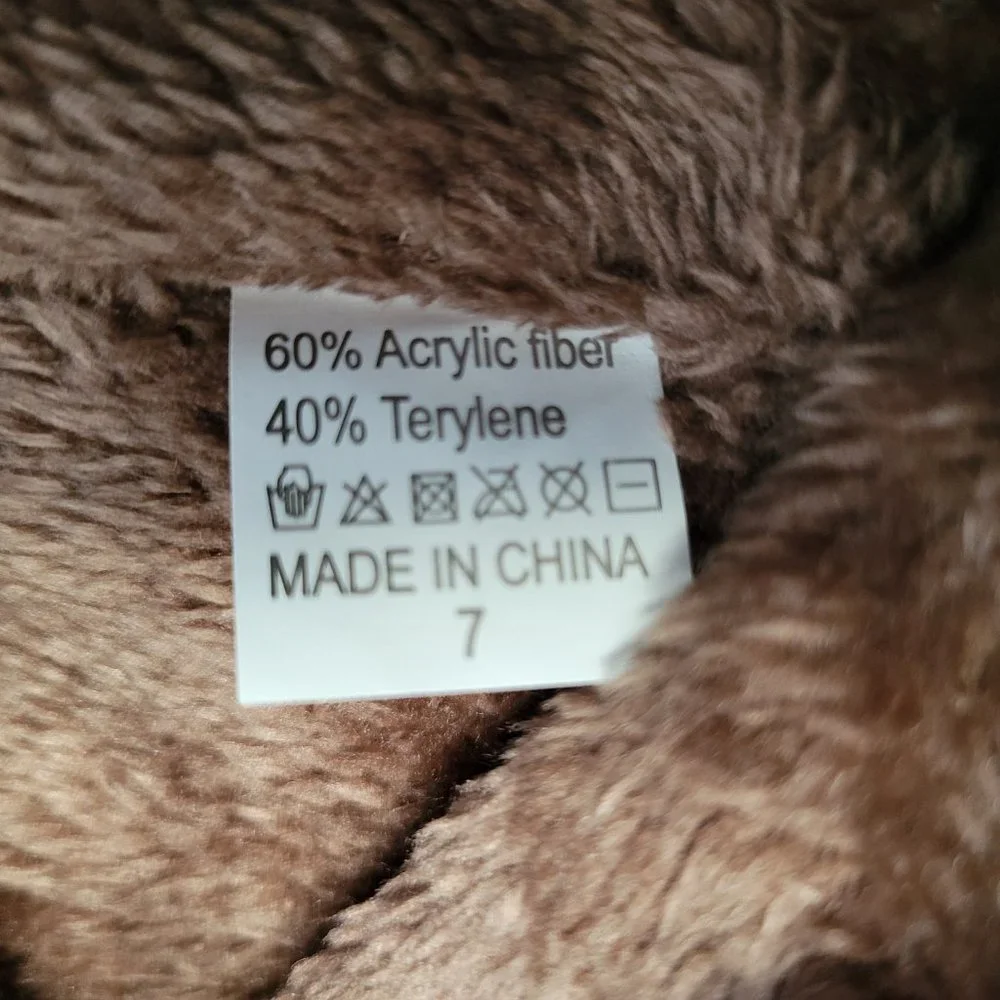 60% Acrylic fiber
40% Terylene
MADE IN CHINA
7